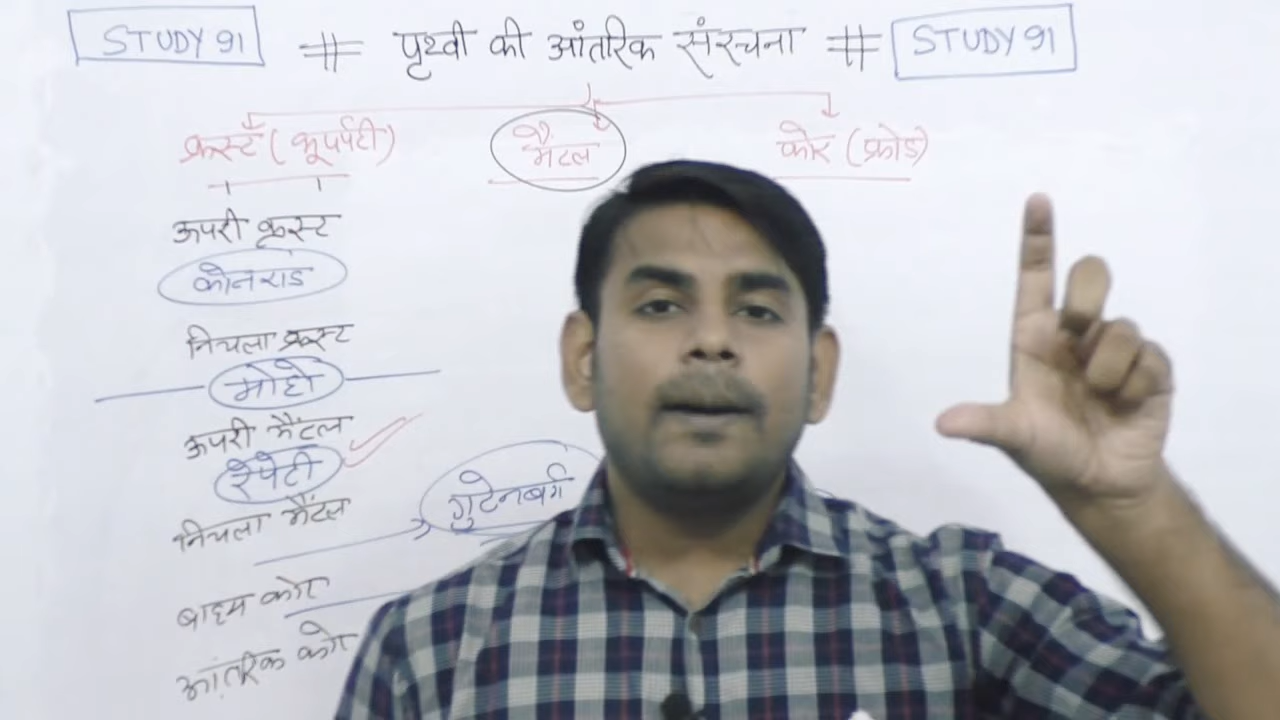 STUDY 91 # पृथ्वी की आंतरिक संरचना # STUDY 91
क्रस्ट (भूपर्पटी) मैंटल कोर (क्रोड)
ऊपरी क्रस्ट
कोनराड
निचला क्रस्ट
मोहो
ऊपरी मैंटल
रेपेटी
निचला मैंटल
गुटेनबर्ग
बाह्य कोर
आंतरिक कोर